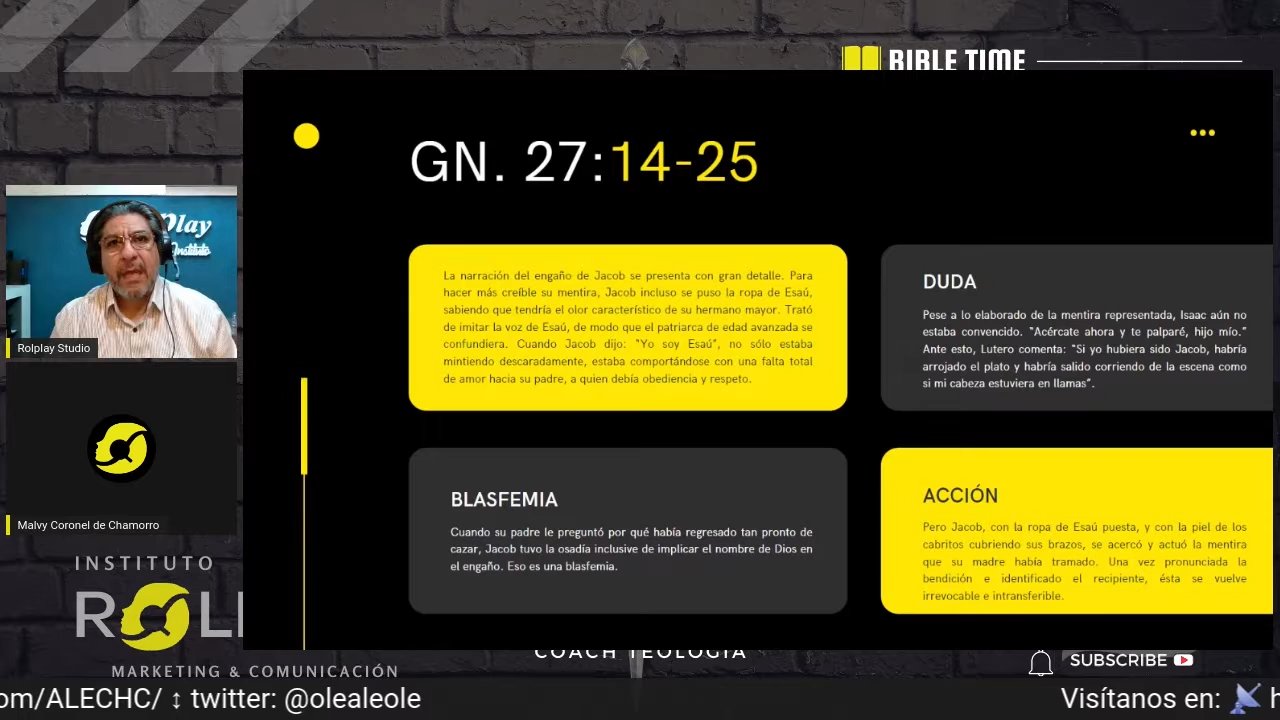 BIBLE TIME
GN. 27:14-25
La narración del engaño de Jacob se presenta con gran detalle. Para
hacer más creíble su mentira, Jacob incluso se puso la ropa de Esaú,
sabiendo que tendría el olor característico de su hermano mayor. Trató
de imitar la voz de Esaú, de modo que el patriarca de edad avanzada se
confundiera. Cuando Jacob dijo: “Yo soy Esaú”, no sólo estaba
mintiendo descaradamente, estaba comportándose con una falta total
de amor hacia su padre, a quien debía obediencia y respeto.
DUDA
Pese a lo elaborado de la mentira representada, Isaac aún no
estaba convencido. “Acércate ahora y te palparé, hijo mío.”
Ante esto, Lutero comenta: “Si yo hubiera sido Jacob, habría
arrojado el plato y habría salido corriendo de la escena como
si mi cabeza estuviera en llamas”.
BLASFEMIA
Cuando su padre le preguntó por qué había regresado tan pronto de
cazar, Jacob tuvo la osadía inclusive de implicar el nombre de Dios en
el engaño. Eso es una blasfemia.
ACCIÓN
Pero Jacob, con la ropa de Esaú puesta, y con la piel de los
cabritos cubriendo sus brazos, se acercó y actuó la mentira
que su madre había tramado. Una vez pronunciada la
bendición e identificado el recipiente, ésta se vuelve
irrevocable e intransferible.
Play
Institute
Rolplay Studio
Malvy Coronel de Chamorro
INSTITUTO
ROL
MARKETING & COMUNICACIÓN
COACH TEOLOGÍA
SUBSCRIBE
om/ALECHC/ ↕ twitter: @olealeole
Visítanos en: h